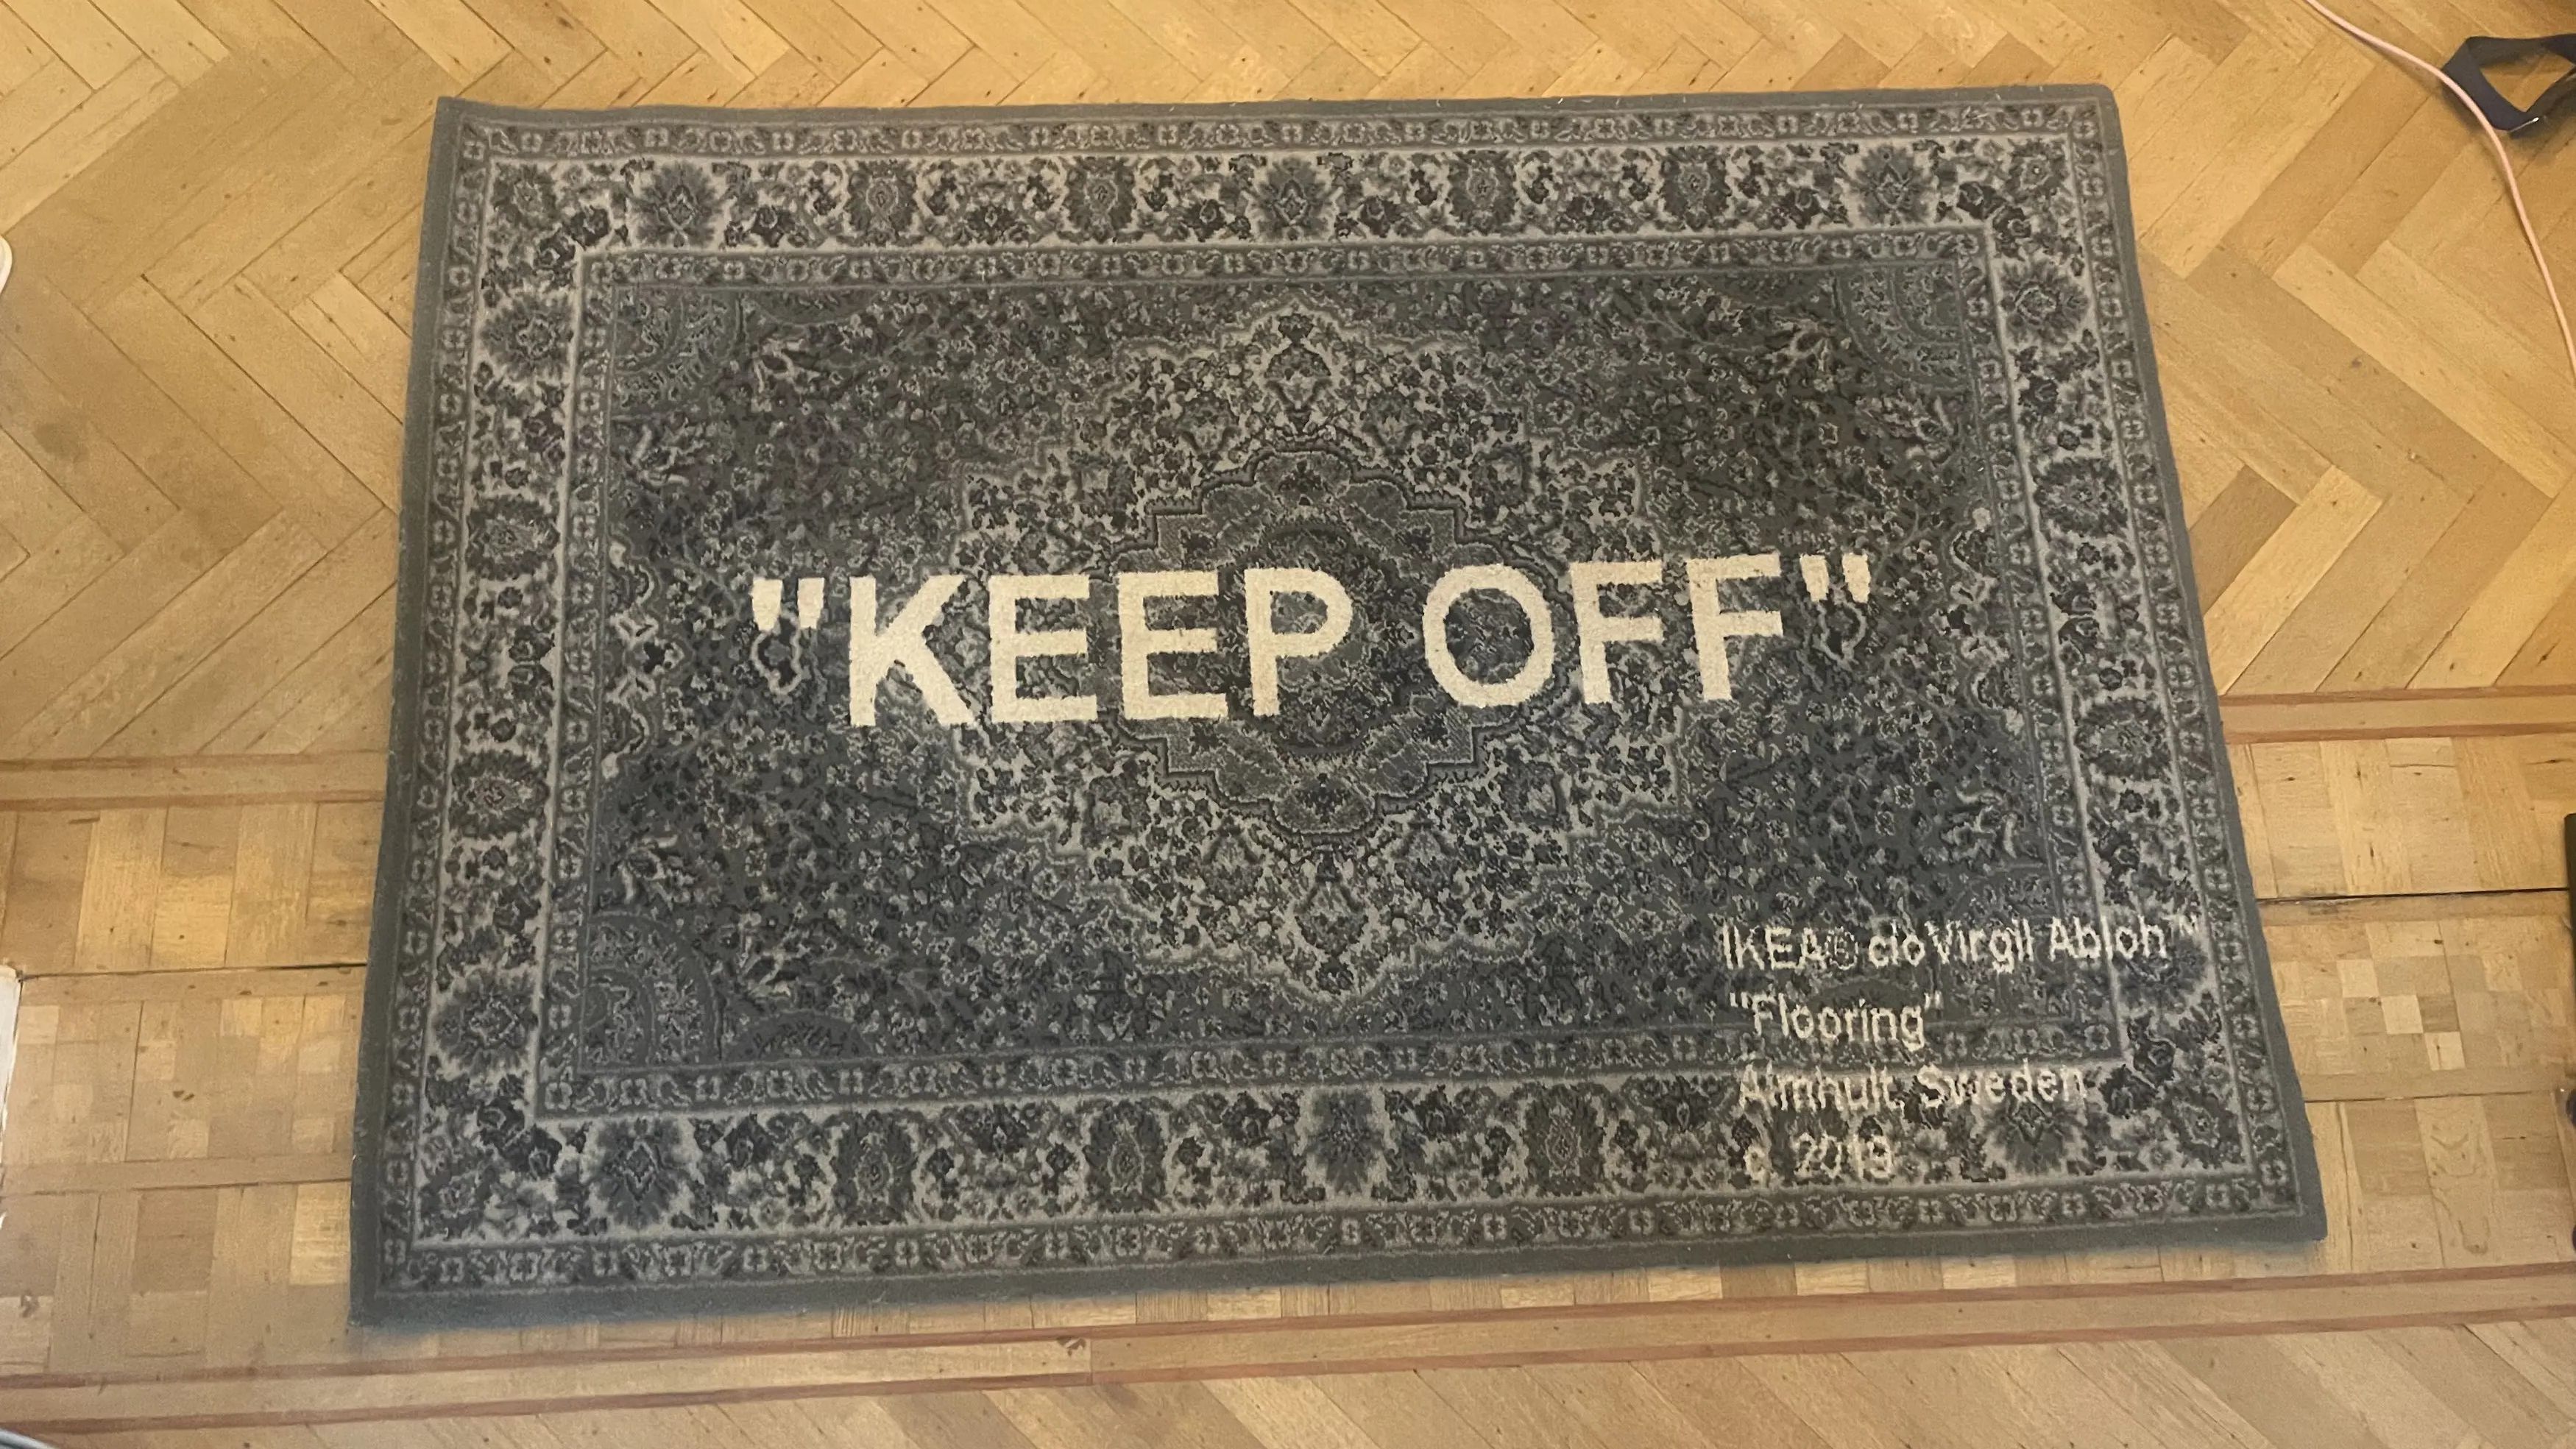 "KEEP OFF"
IKEA® c/o Virgil Abloh™
"Flooring"
Älmhult, Sweden
c. 2019